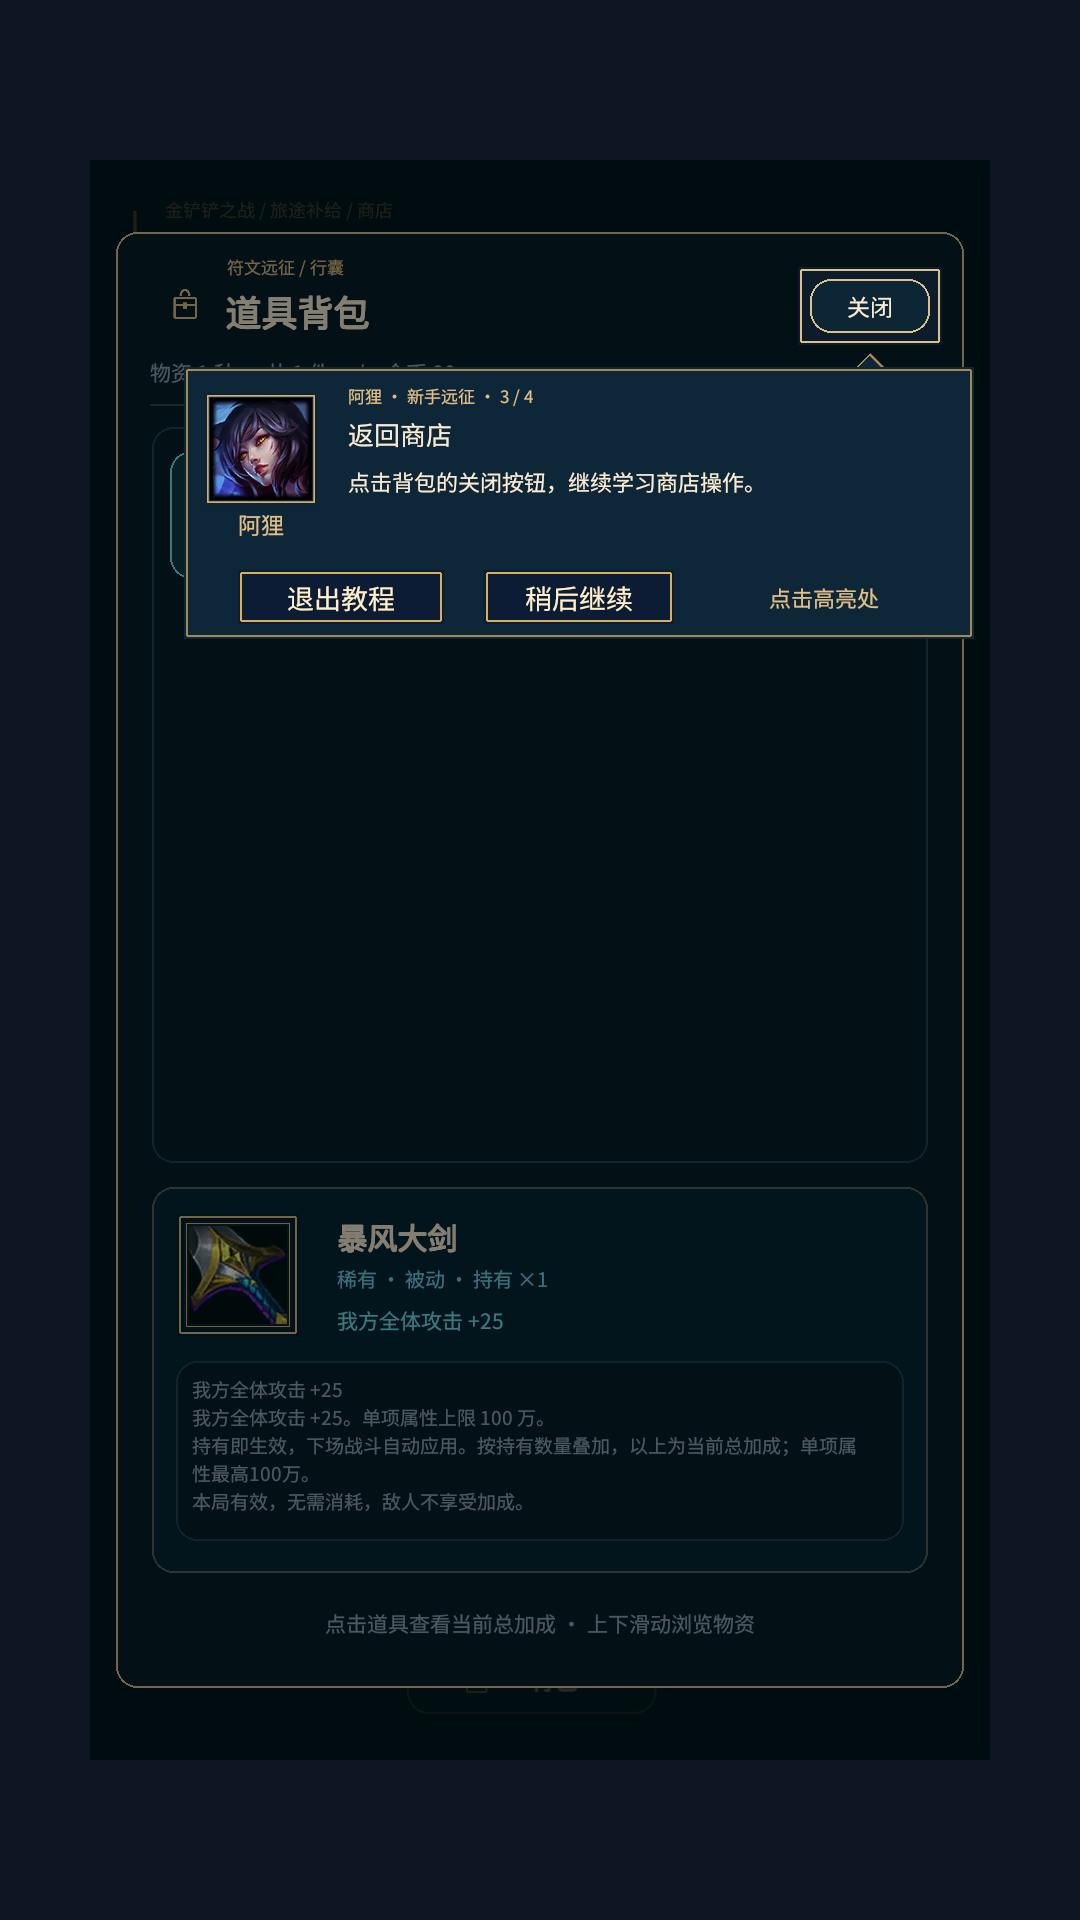 金铲铲之战 / 旅途补给 / 商店
符文远征 / 行囊
道具背包
关闭
物资
阿狸 · 新手远征 · 3 / 4
返回商店
点击背包的关闭按钮，继续学习商店操作。
阿狸
退出教程
稍后继续
点击高亮处
暴风大剑
稀有 · 被动 · 持有 ×1
我方全体攻击 +25
我方全体攻击 +25
我方全体攻击 +25。单项属性上限 100 万。
持有即生效，下场战斗自动应用。按持有数量叠加，以上为当前总加成；单项属
性最高100万。
本局有效，无需消耗，敌人不享受加成。
点击道具查看当前总加成 · 上下滑动浏览物资